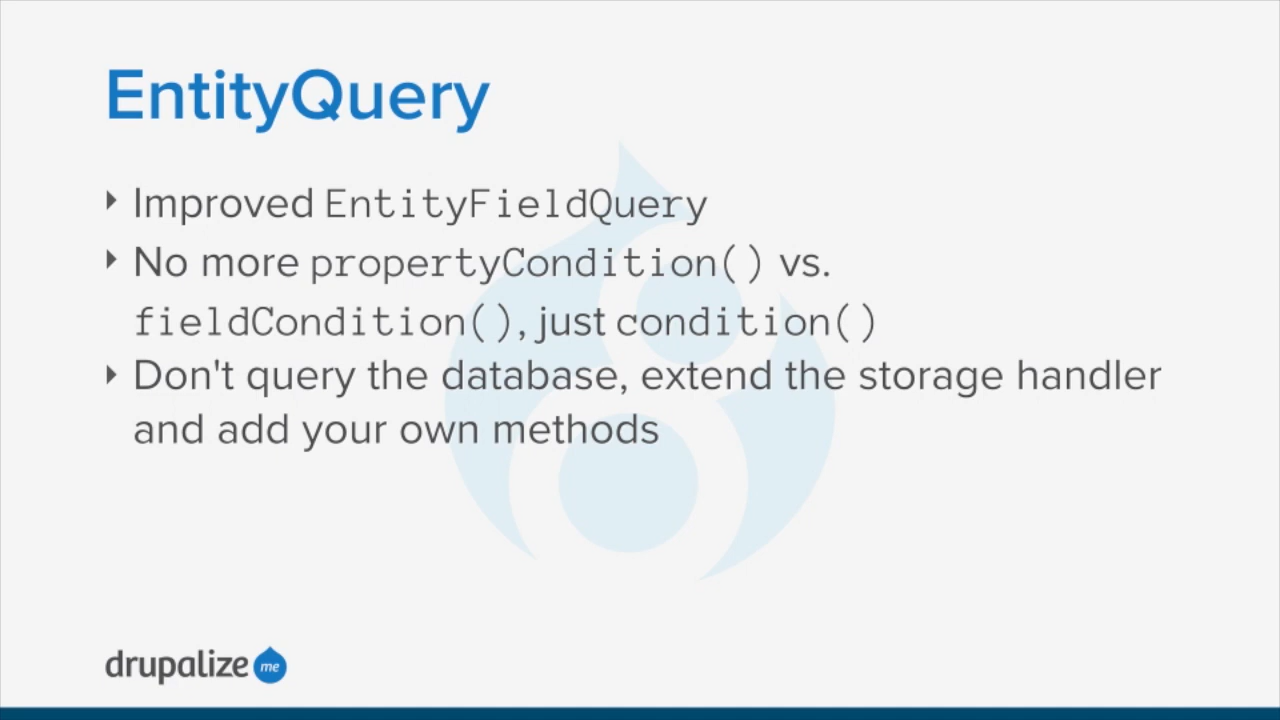 EntityQuery
Improved EntityFieldQuery
No more propertyCondition() vs.
fieldCondition(), just condition()
Don't query the database, extend the storage handler
and add your own methods
drupalize me